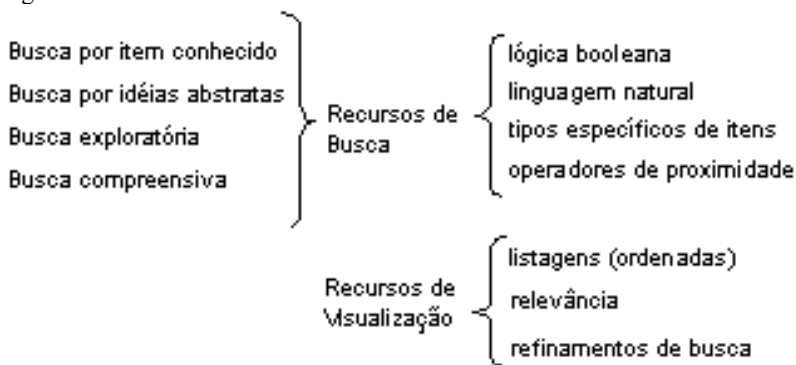 Busca por item conhecido
Busca por idéias abstratas
Busca exploratória
Busca compreensiva
Recursos de
Busca
lógica booleana
linguagem natural
tipos específicos de itens
operadores de proximidade
Recursos de
Visualização
listagens (ordenadas)
relevância
refinamentos de busca